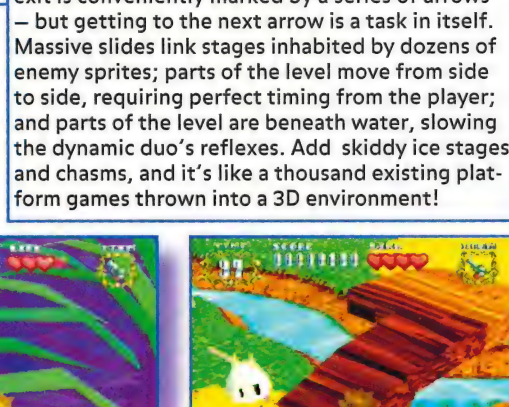 exit is conveniently marked by a series of arrows
– but getting to the next arrow is a task in itself.
Massive slides link stages inhabited by dozens of
enemy sprites; parts of the level move from side
to side, requiring perfect timing from the player;
and parts of the level are beneath water, slowing
the dynamic duo's reflexes. Add skiddy ice stages
and chasms, and it's like a thousand existing plat-
form games thrown into a 3D environment!
SCORE